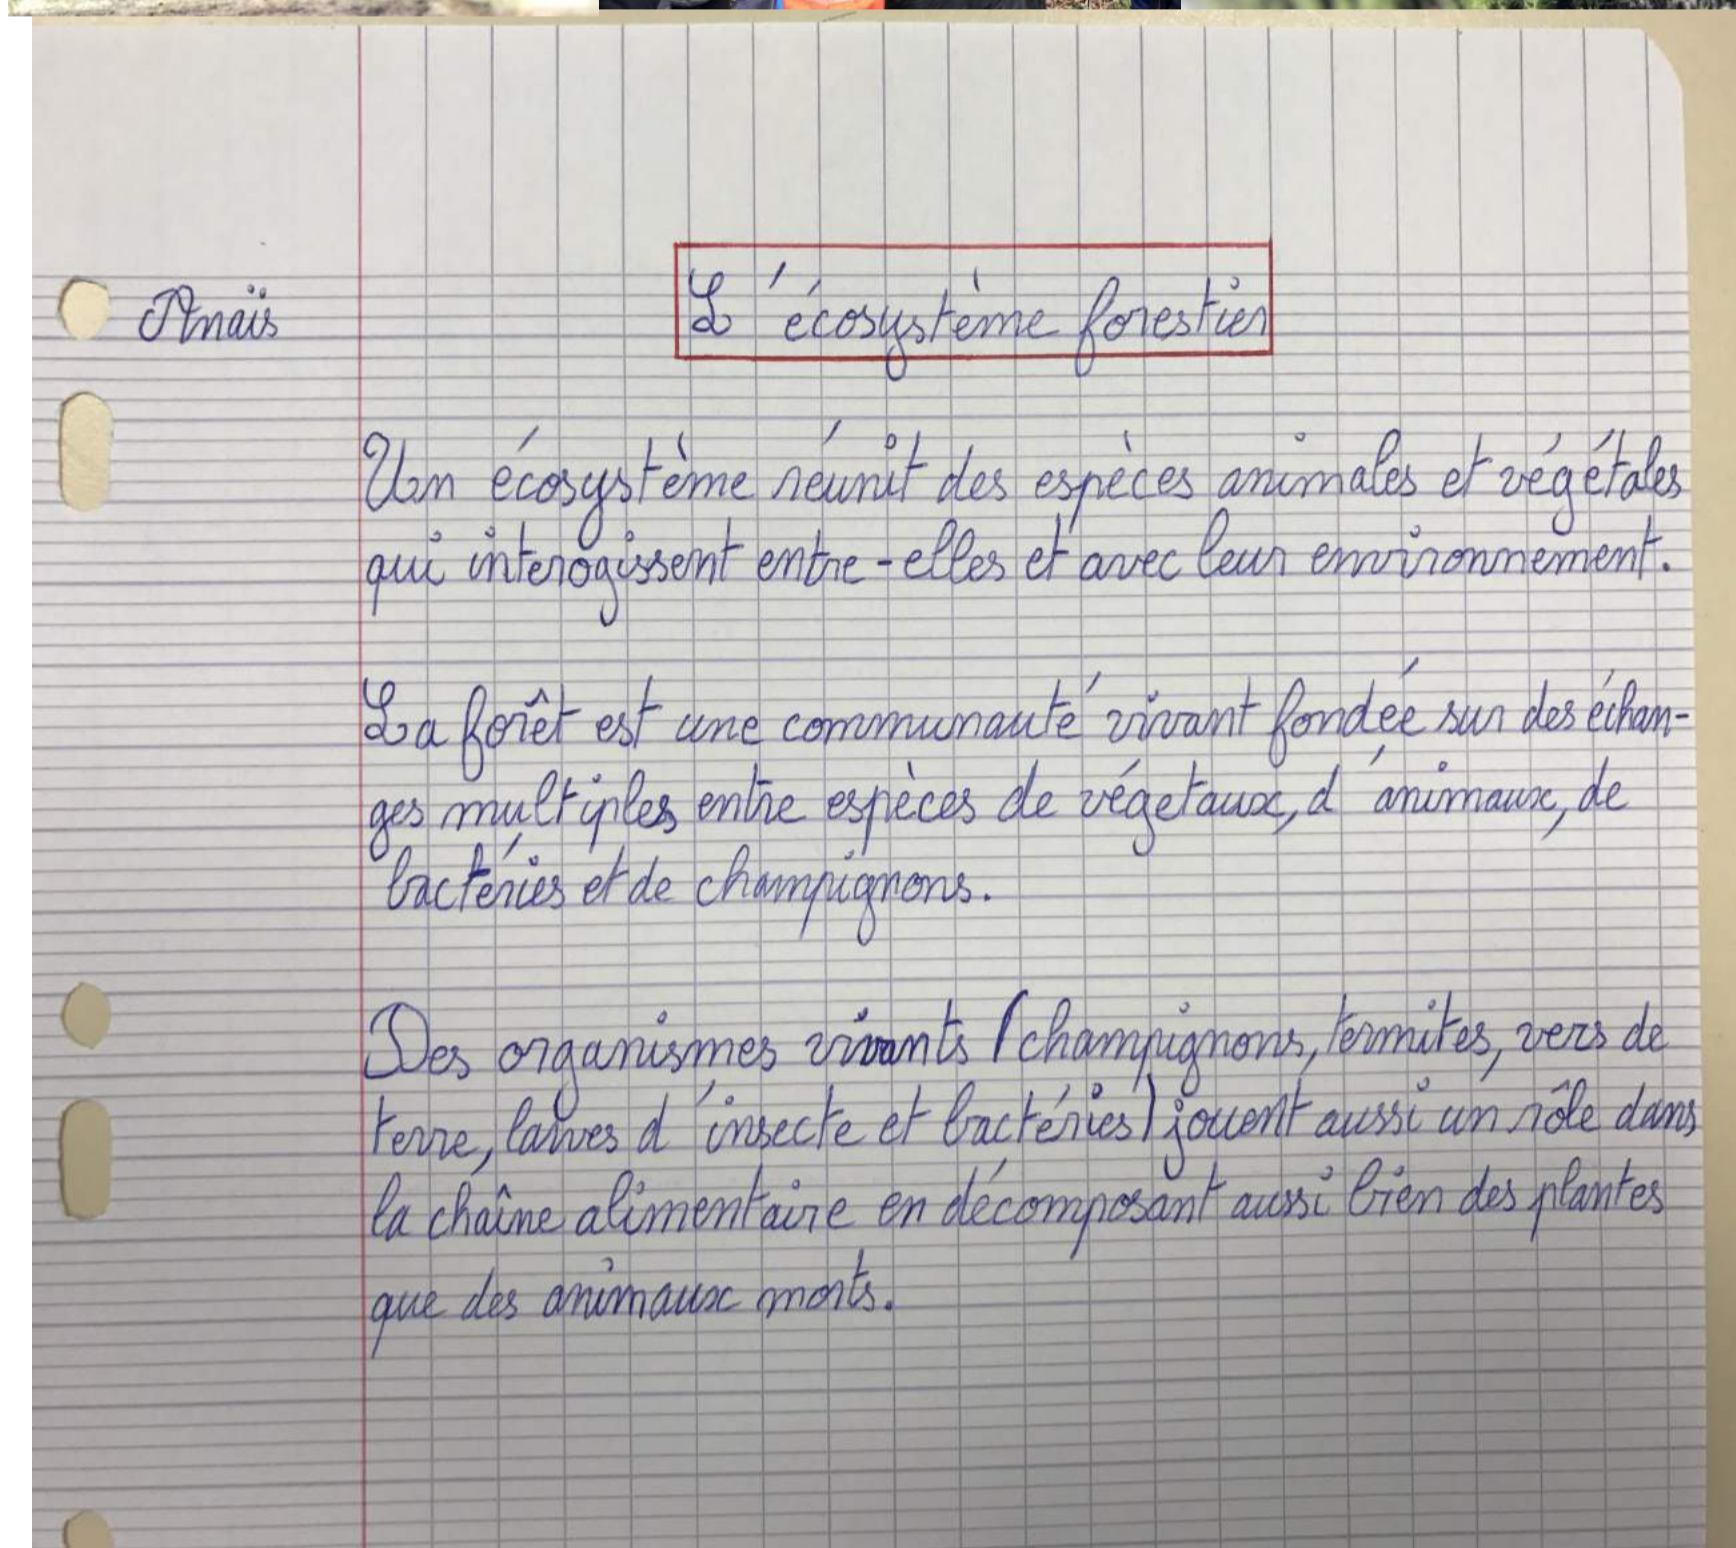 Anaïs
L'écosystème forestier
Un écosystème réunit des espèces animales et végétales
qui interagissent entre-elles et avec leur environnement.
La forêt est une communauté vivant fondée sur des échan-
ges multiples entre espèces de végetaux, d'animaux, de
bactéries et de champignons.
Des organismes vivants (champignons, termites, vers de
terre, larves d'insecte et bactéries) jouent aussi un rôle dans
la chaîne alimentaire en décomposant aussi bien des plantes
que des animaux morts.